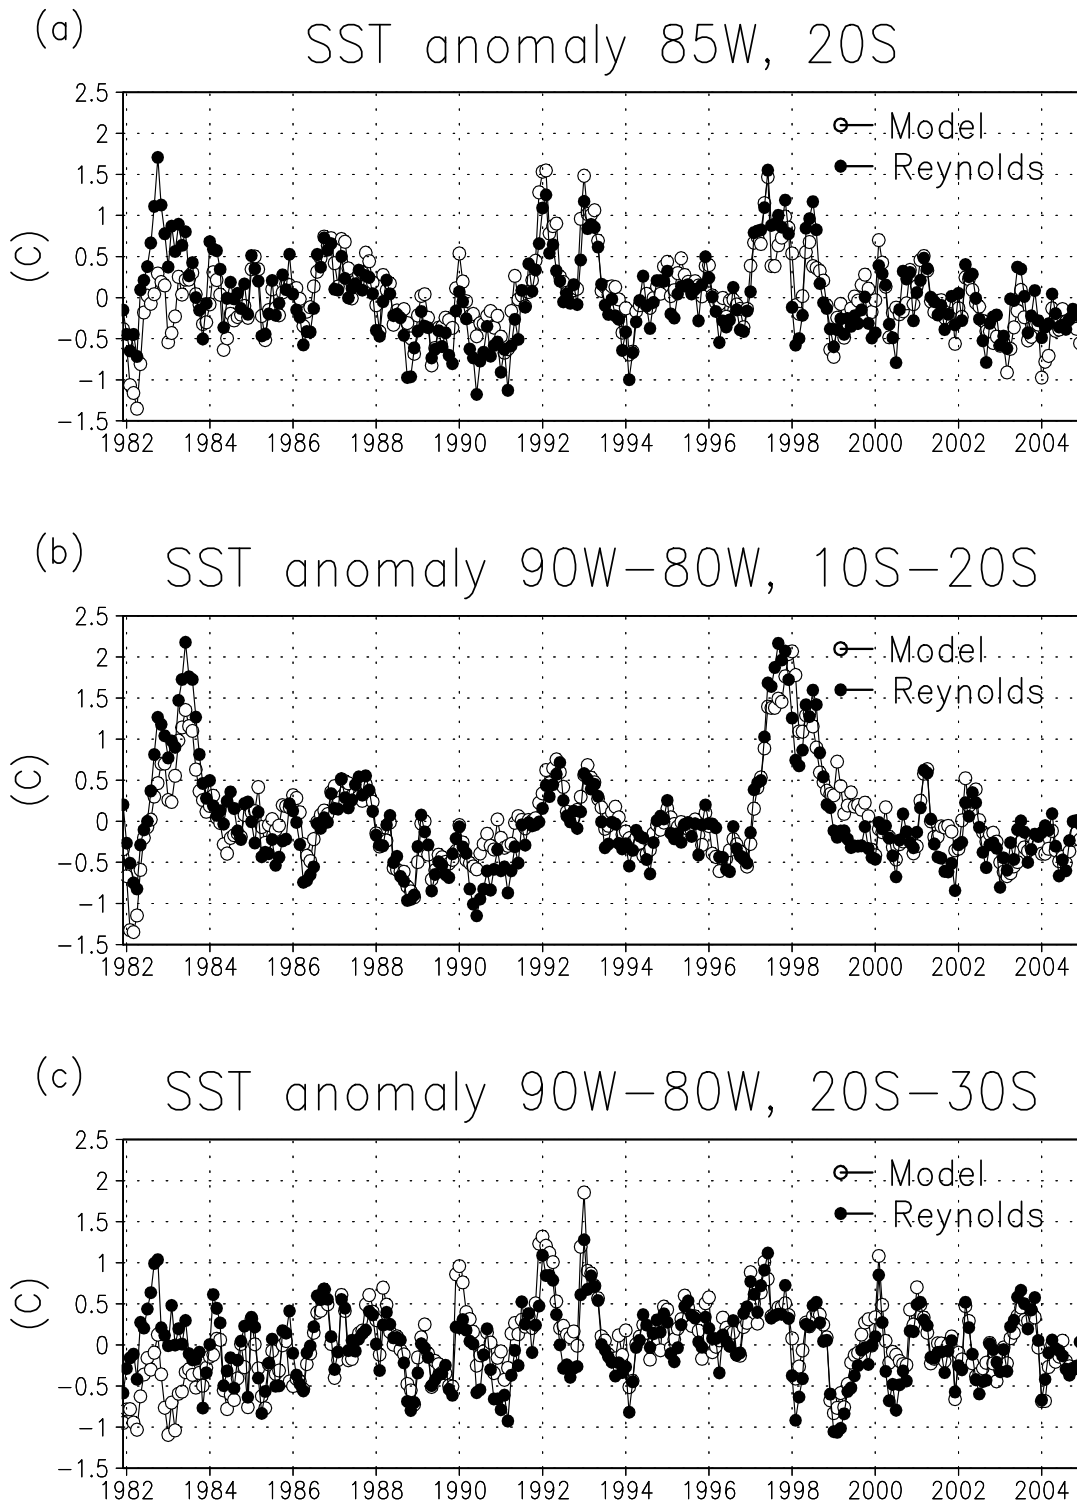 (a)
SST anomaly 85W, 20S
2.5
2
1.5
1
0.5
0
−0.5
−1
−1.5
(C)
Model
Reynolds
1982 1984 1986 1988 1990 1992 1994 1996 1998 2000 2002 2004
(b)
SST anomaly 90W−80W, 10S−20S
2.5
2
1.5
1
0.5
0
−0.5
−1
−1.5
(C)
Model
Reynolds
1982 1984 1986 1988 1990 1992 1994 1996 1998 2000 2002 2004
(c)
SST anomaly 90W−80W, 20S−30S
2.5
2
1.5
1
0.5
0
−0.5
−1
−1.5
(C)
Model
Reynolds
1982 1984 1986 1988 1990 1992 1994 1996 1998 2000 2002 2004